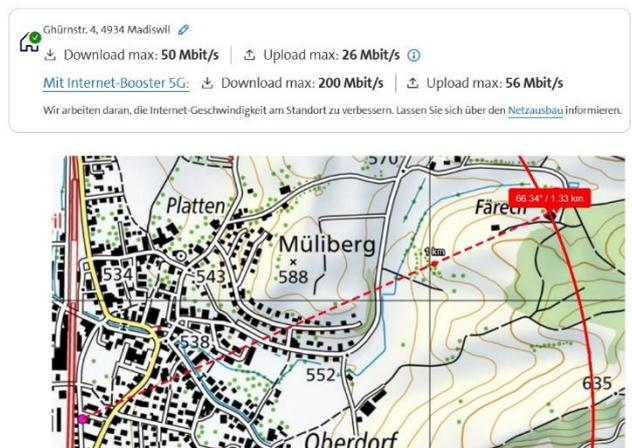 Ghürnstr. 4, 4934 Madiswil
Download max: 50 Mbit/s Upload max: 26 Mbit/s
Mit Internet-Booster 5G: Download max: 200 Mbit/s Upload max: 56 Mbit/s
Wir arbeiten daran, die Internet-Geschwindigkeit am Standort zu verbessern. Lassen Sie sich über den Netzausbau informieren.
570
66.34° / 1.33 km
Platten
Färech
il
Müliberg
1 km
534
543
588
538
552
635
Oberdorf